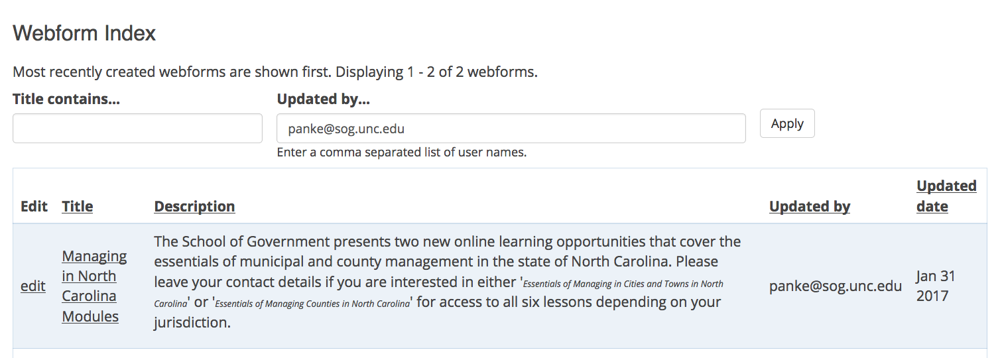 Webform Index
Most recently created webforms are shown first. Displaying 1 - 2 of 2 webforms.
Title contains...
Updated by...
panke@sog.unc.edu
Apply
Enter a comma separated list of user names.
Edit Title Description Updated by Updated date
edit
Managing
in North
Carolina
Modules
The School of Government presents two new online learning opportunities that cover the
essentials of municipal and county management in the state of North Carolina. Please
leave your contact details if you are interested in either 'Essentials of Managing in Cities and Towns in North
Carolina' or 'Essentials of Managing Counties in North Carolina' for access to all six lessons depending on your
jurisdiction.
panke@sog.unc.edu
Jan 31
2017